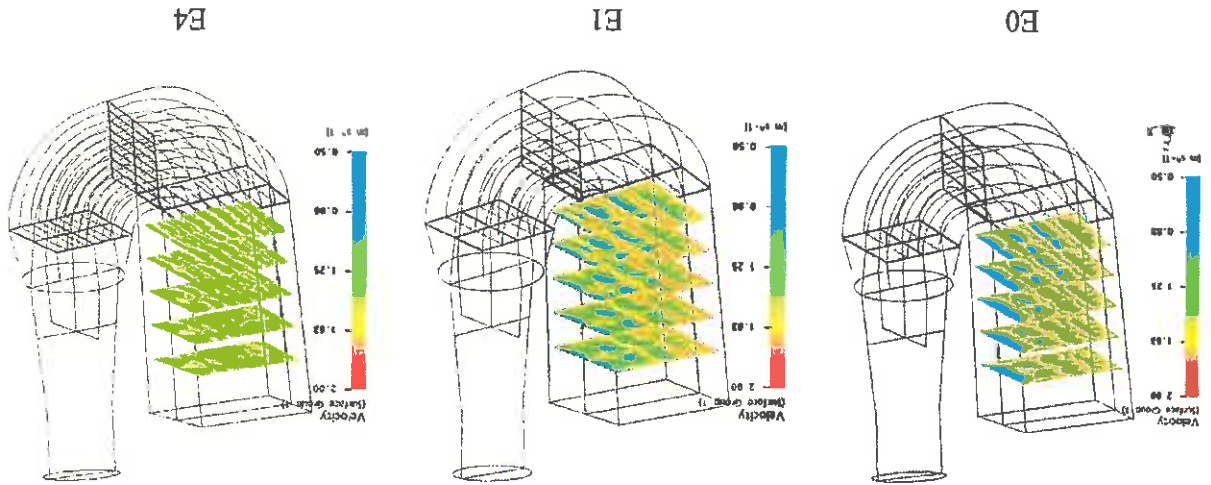 Velocity
(Surface Group 1)
2.00
1.63
1.25
0.88
0.50
[m s^-1]
E0
Velocity
(Surface Group 1)
2.00
1.63
1.25
0.88
0.50
[m s^-1]
E1
Velocity
(Surface Group 1)
2.00
1.63
1.25
0.88
0.50
[m s^-1]
E4